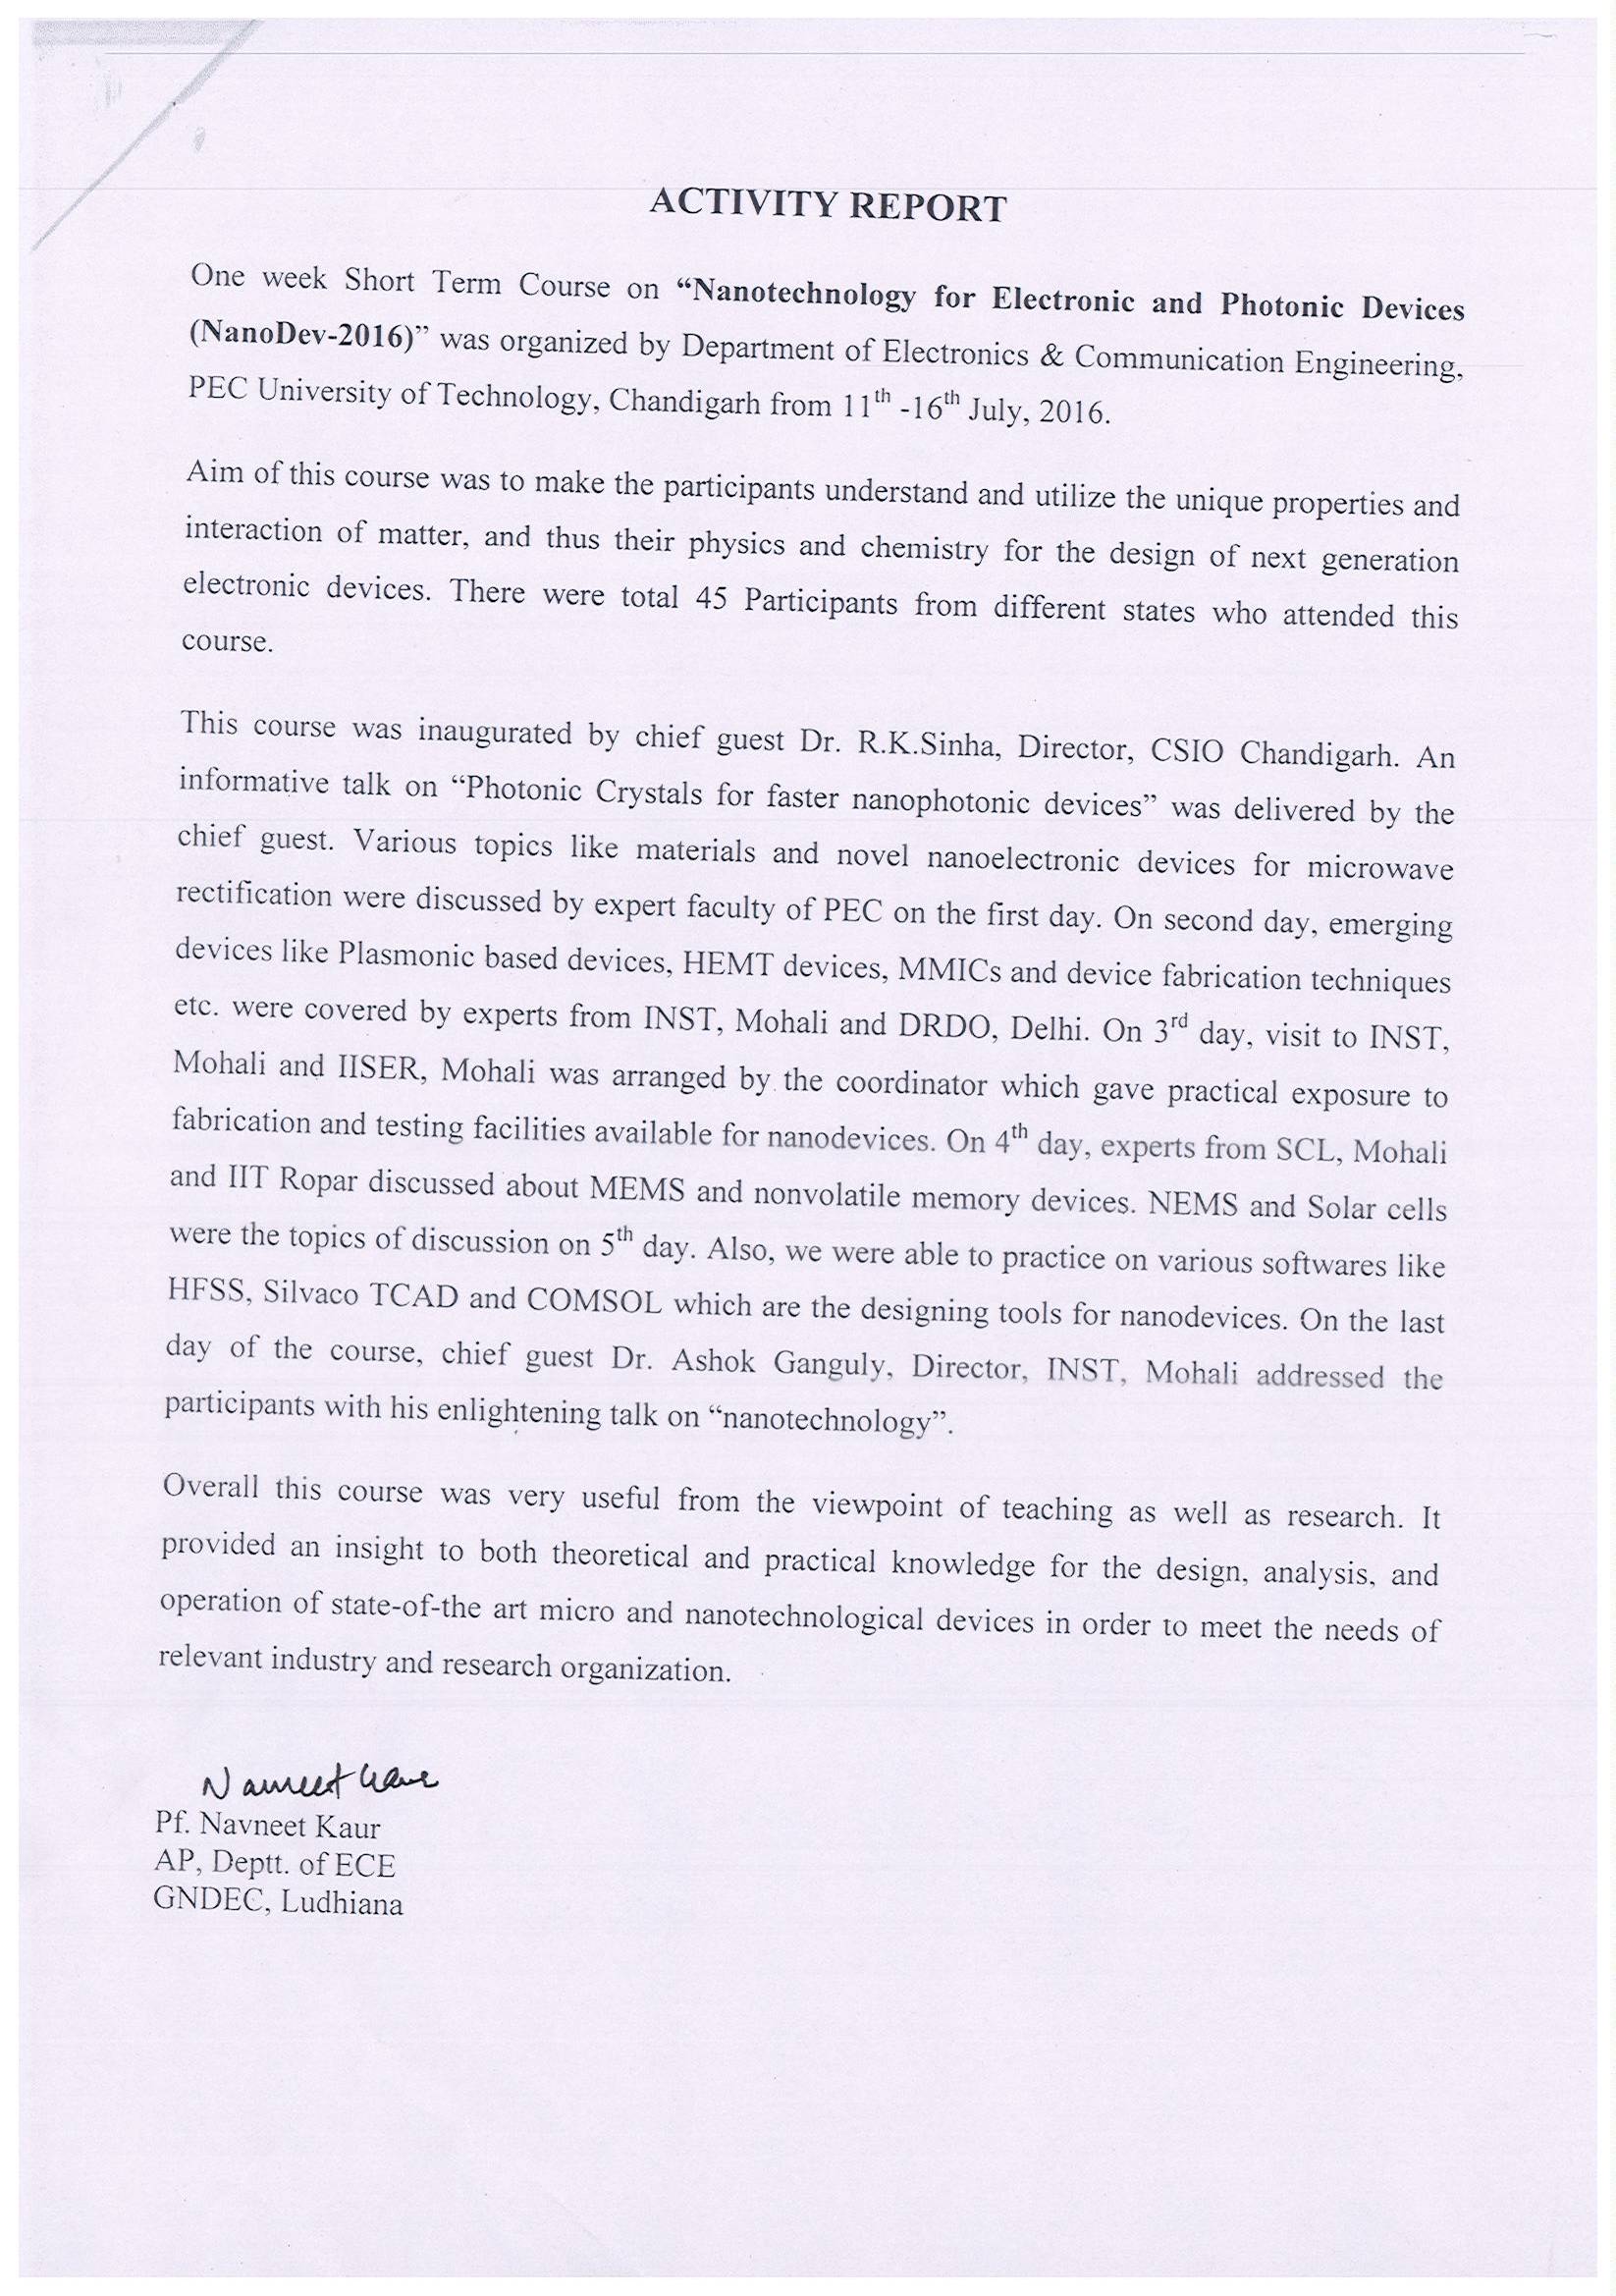 ACTIVITY REPORT
One week Short Term Course on “Nanotechnology for Electronic and Photonic Devices
(NanoDev-2016)” was organized by Department of Electronics & Communication Engineering,
PEC University of Technology, Chandigarh from 11th -16th July, 2016.
Aim of this course was to make the participants understand and utilize the unique properties and
interaction of matter, and thus their physics and chemistry for the design of next generation
electronic devices. There were total 45 Participants from different states who attended this
course.
This course was inaugurated by chief guest Dr. R.K.Sinha, Director, CSIO Chandigarh. An
informative talk on “Photonic Crystals for faster nanophotonic devices” was delivered by the
chief guest. Various topics like materials and novel nanoelectronic devices for microwave
rectification were discussed by expert faculty of PEC on the first day. On second day, emerging
devices like Plasmonic based devices, HEMT devices, MMICs and device fabrication techniques
etc. were covered by experts from INST, Mohali and DRDO, Delhi. On 3rd day, visit to INST,
Mohali and IISER, Mohali was arranged by the coordinator which gave practical exposure to
fabrication and testing facilities available for nanodevices. On 4th day, experts from SCL, Mohali
and IIT Ropar discussed about MEMS and nonvolatile memory devices. NEMS and Solar cells
were the topics of discussion on 5th day. Also, we were able to practice on various softwares like
HFSS, Silvaco TCAD and COMSOL which are the designing tools for nanodevices. On the last
day of the course, chief guest Dr. Ashok Ganguly, Director, INST, Mohali addressed the
participants with his enlightening talk on “nanotechnology”.
Overall this course was very useful from the viewpoint of teaching as well as research. It
provided an insight to both theoretical and practical knowledge for the design, analysis, and
operation of state-of-the art micro and nanotechnological devices in order to meet the needs of
relevant industry and research organization.
Navneet Kaur
Pf. Navneet Kaur
AP, Deptt. of ECE
GNDEC, Ludhiana